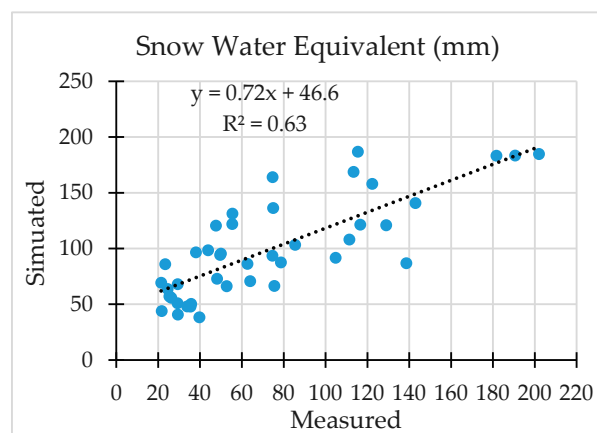 Snow Water Equivalent (mm)
y = 0.72x + 46.6
R² = 0.63
250
200
150
100
50
0
Simuated
0 20 40 60 80 100 120 140 160 180 200 220
Measured